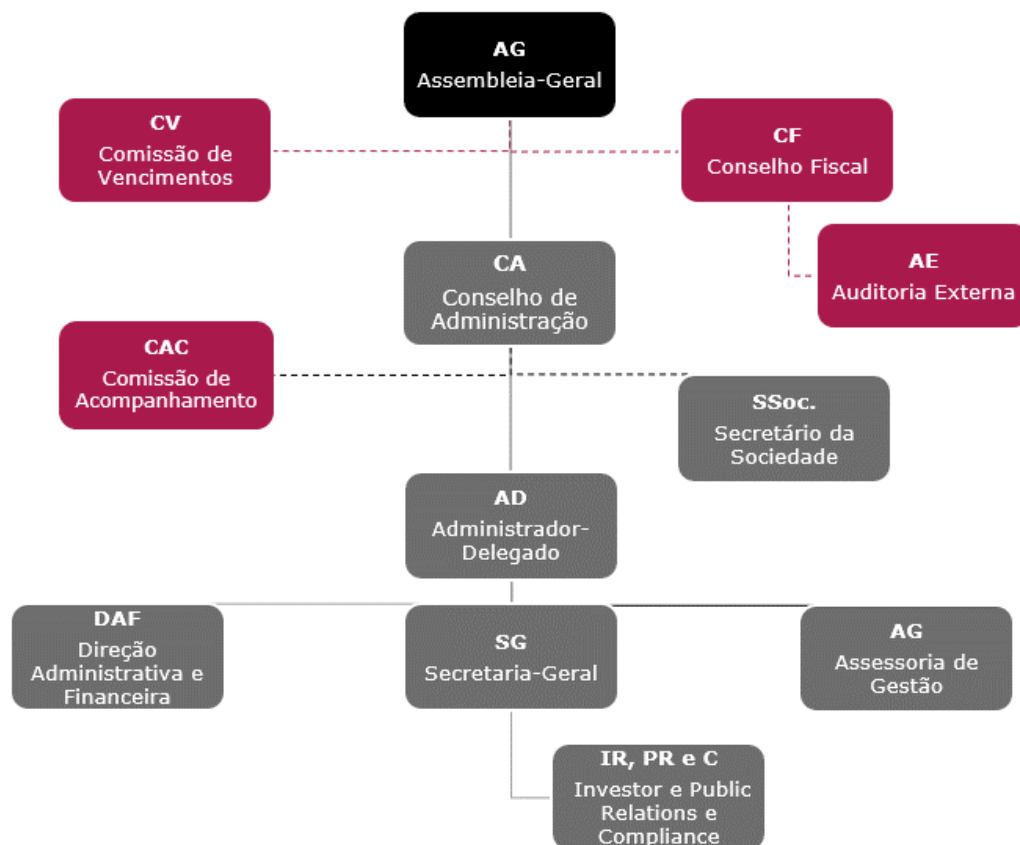 AG
Assembleia-Geral
CV
Comissão de
Vencimentos
CF
Conselho Fiscal
AE
Auditoria Externa
CA
Conselho de
Administração
CAC
Comissão de
Acompanhamento
SSoc.
Secretário da
Sociedade
AD
Administrador-
Delegado
DAF
Direção
Administrativa e
Financeira
SG
Secretaria-Geral
AG
Assessoria de
Gestão
IR, PR e C
Investor e Public
Relations e
Compliance